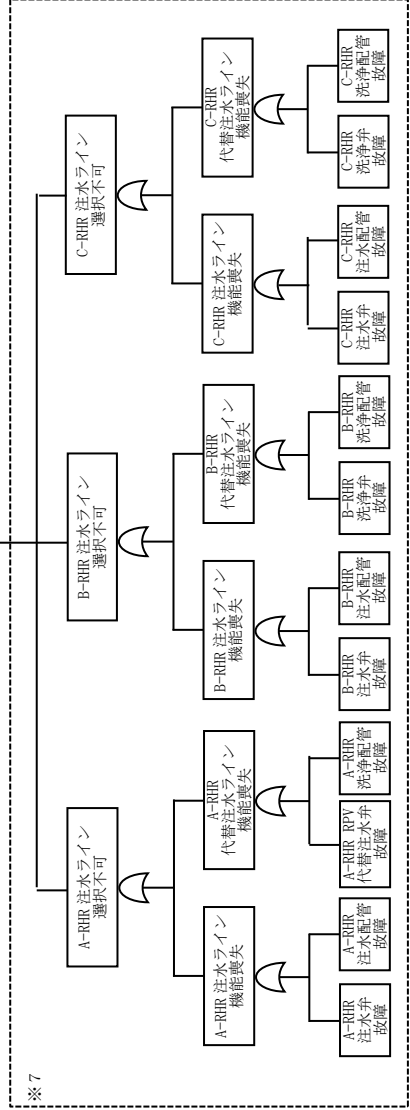 ※7
A-RHR 注水ライン
選択不可
B-RHR 注水ライン
選択不可
C-RHR 注水ライン
選択不可
A-RHR 注水ライン
機能喪失
A-RHR
代替注水ライン
機能喪失
B-RHR 注水ライン
機能喪失
B-RHR
代替注水ライン
機能喪失
C-RHR 注水ライン
機能喪失
C-RHR
代替注水ライン
機能喪失
A-RHR
注水弁
故障
A-RHR
注水配管
故障
A-RHR RPV
代替注水弁
故障
A-RHR
洗浄配管
故障
B-RHR
注水弁
故障
B-RHR
注水配管
故障
B-RHR
洗浄弁
故障
B-RHR
洗浄配管
故障
C-RHR
注水弁
故障
C-RHR
注水配管
故障
C-RHR
洗浄弁
故障
C-RHR
洗浄配管
故障